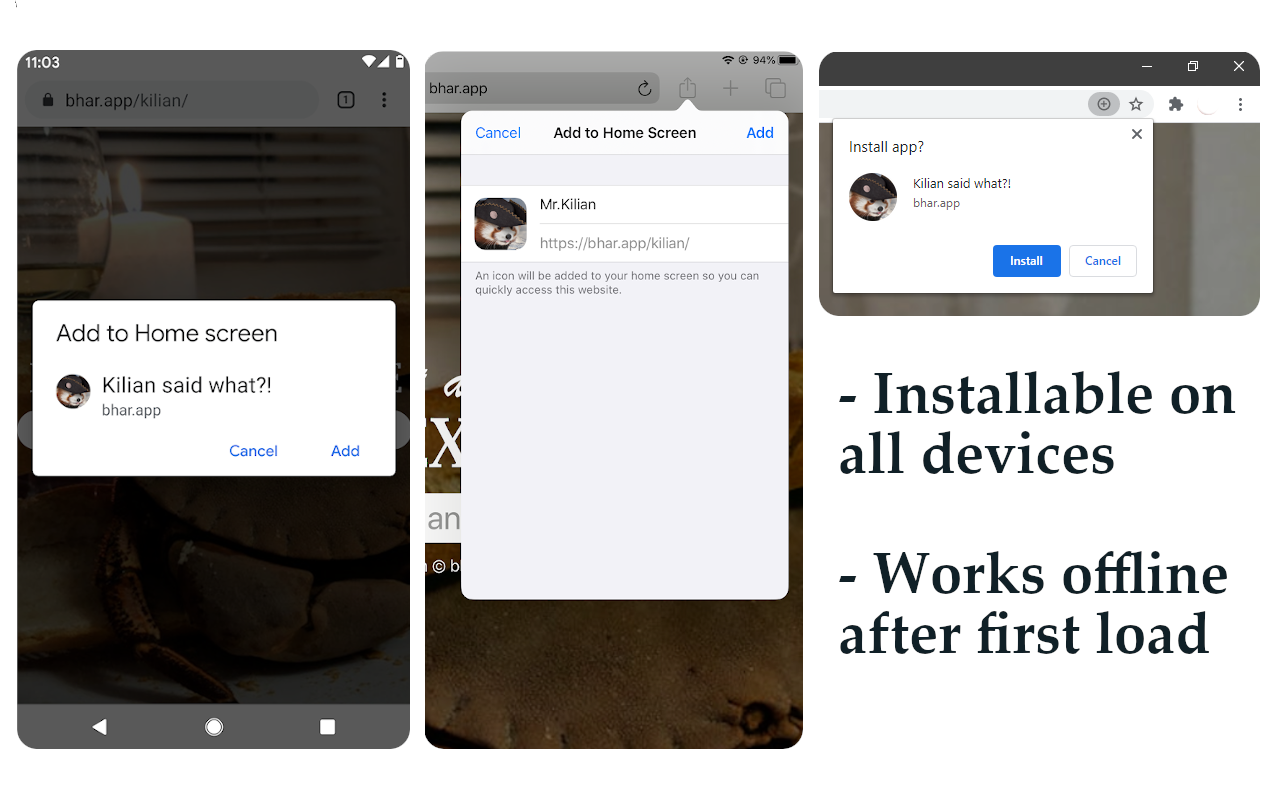 11:03
bhar.app/kilian/
1
Add to Home screen
Kilian said what?!
bhar.app
Cancel Add
94%
bhar.app
Cancel Add to Home Screen Add
Mr.Kilian
https://bhar.app/kilian/
An icon will be added to your home screen so you can
quickly access this website.
EX
an
© b
Install app?
Kilian said what?!
bhar.app
Install Cancel
- Installable on
all devices
- Works offline
after first load